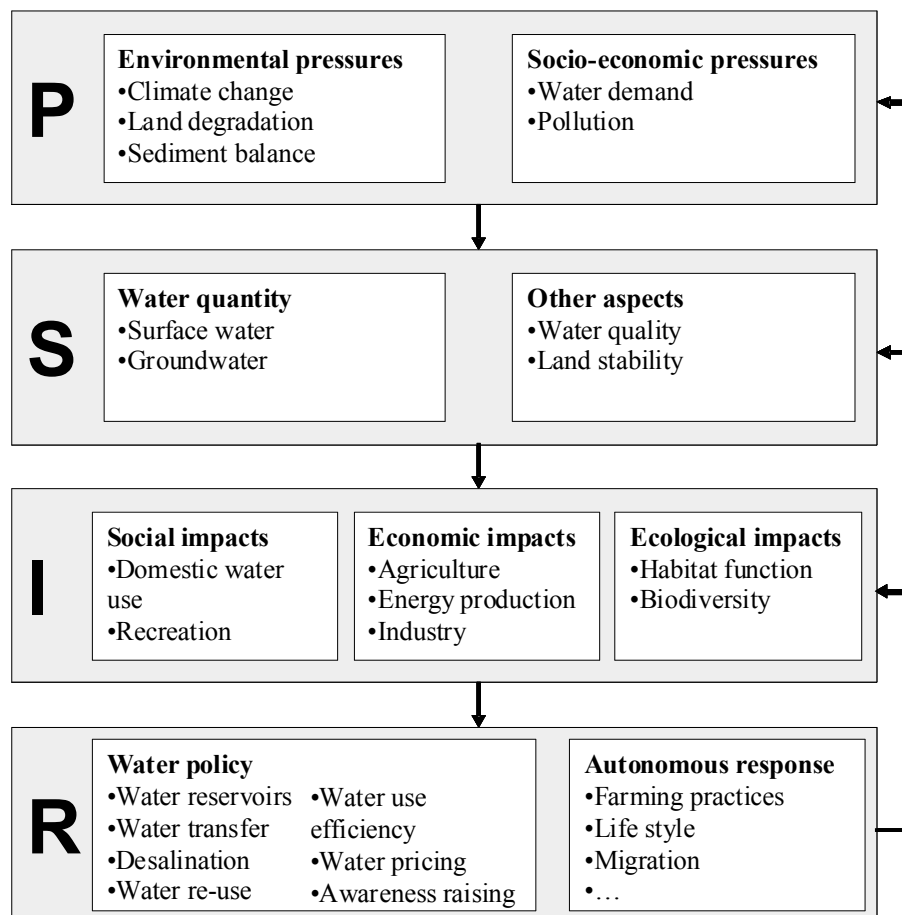 P
Environmental pressures
•Climate change
•Land degradation
•Sediment balance
Socio-economic pressures
•Water demand
•Pollution
S
Water quantity
•Surface water
•Groundwater
Other aspects
•Water quality
•Land stability
I
Social impacts
•Domestic water
use
•Recreation
Economic impacts
•Agriculture
•Energy production
•Industry
Ecological impacts
•Habitat function
•Biodiversity
R
Water policy
•Water reservoirs
•Water transfer
•Desalination
•Water re-use
•Water use
efficiency
•Water pricing
•Awareness raising
Autonomous response
•Farming practices
•Life style
•Migration
•…